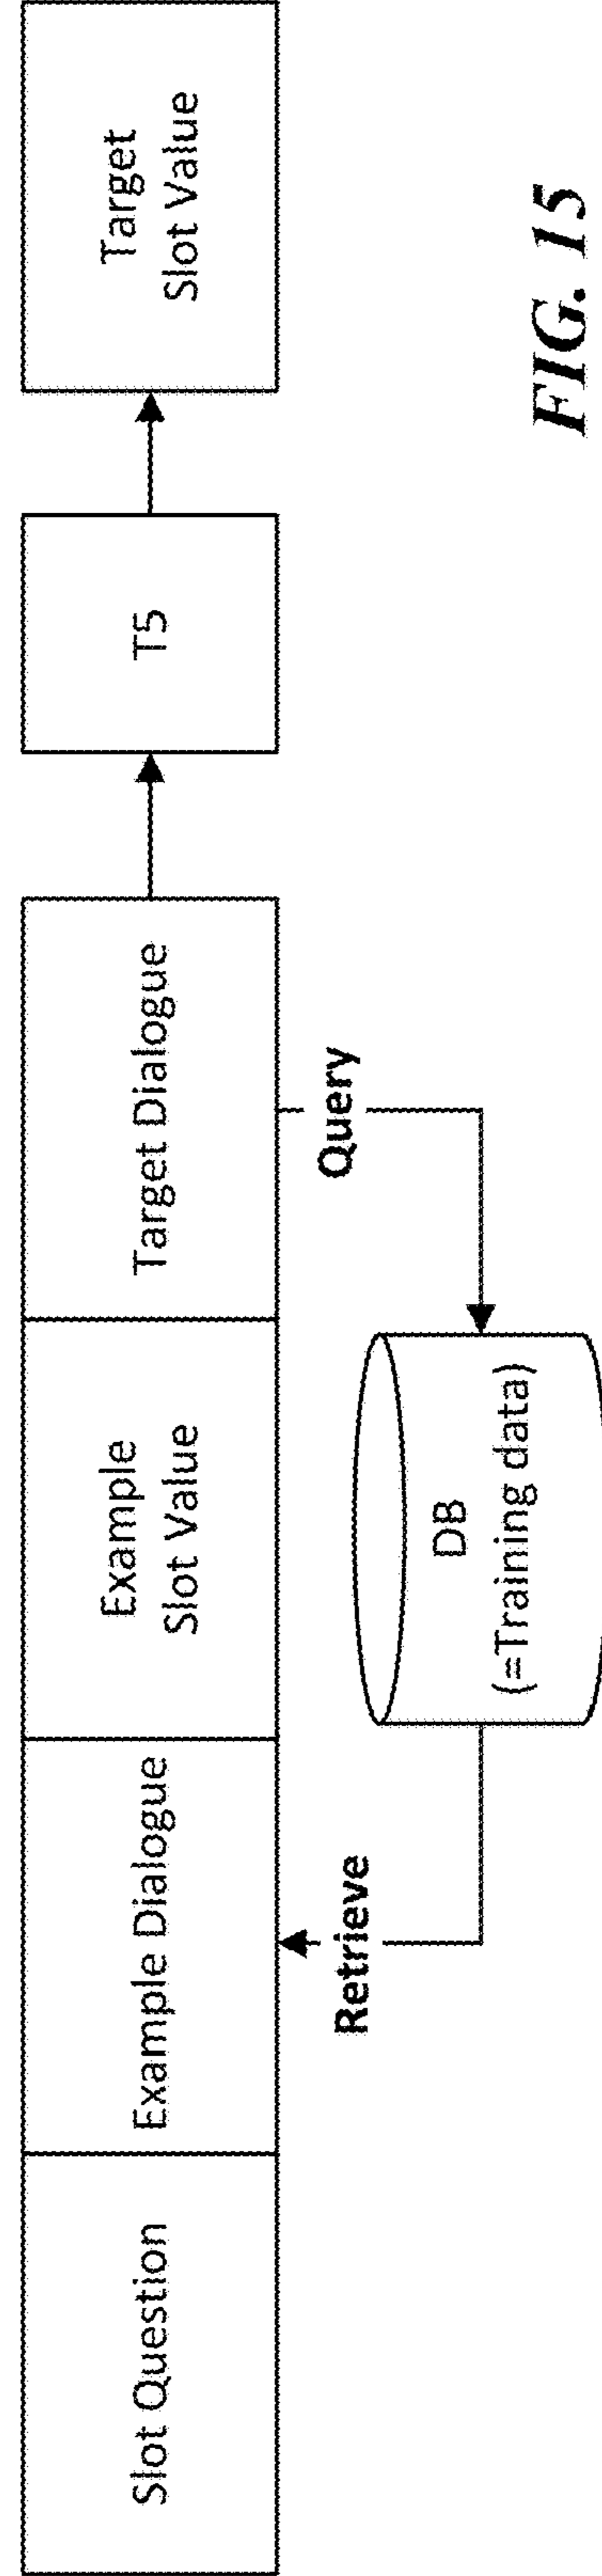 Slot Question
Example Dialogue
Example
Slot Value
Target Dialogue
T5
Target
Slot Value
Retrieve
Query
DB
(=Training data)
FIG. 15